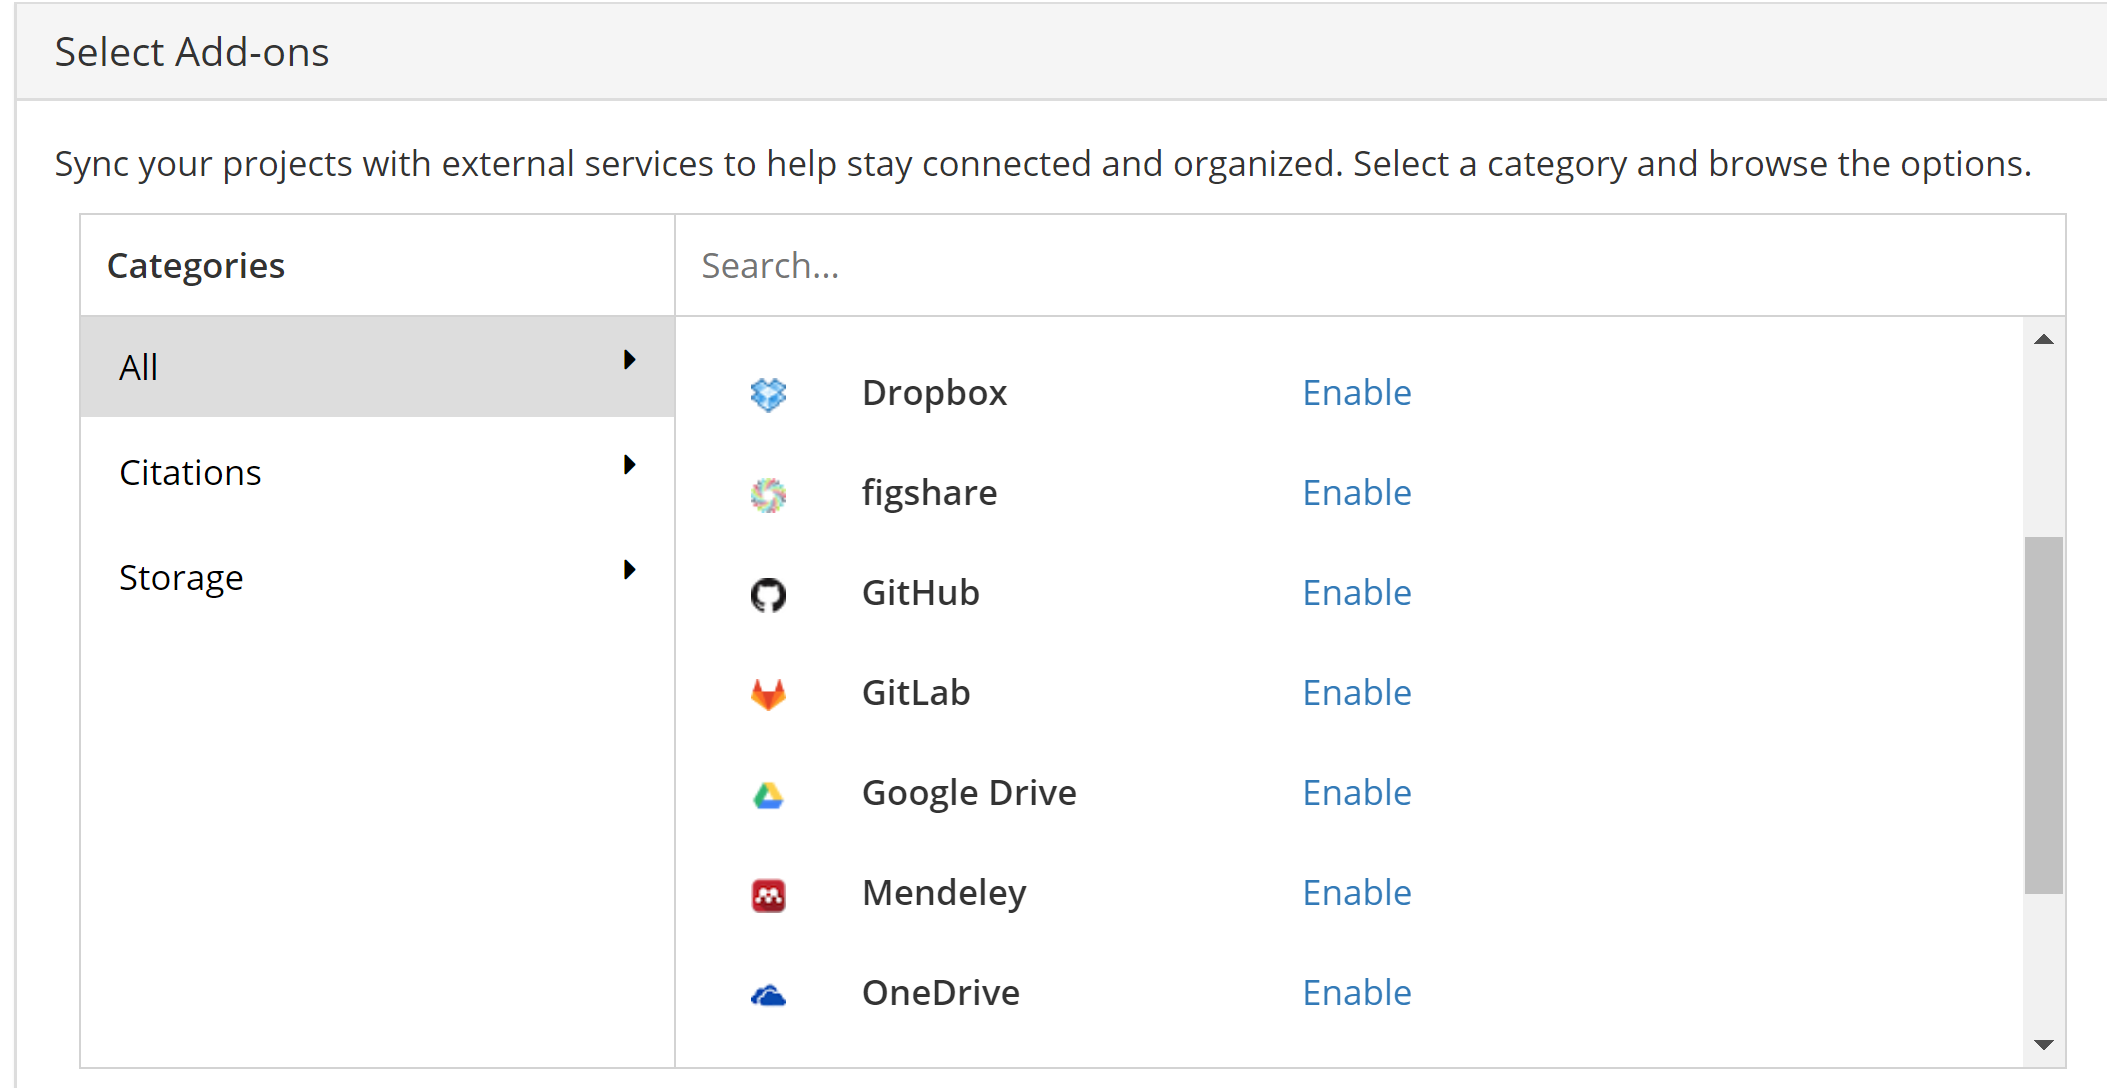 Select Add-ons
Sync your projects with external services to help stay connected and organized. Select a category and browse the options.
Categories
Search...
All
Citations
Storage
Dropbox Enable
figshare Enable
GitHub Enable
GitLab Enable
Google Drive Enable
Mendeley Enable
OneDrive Enable